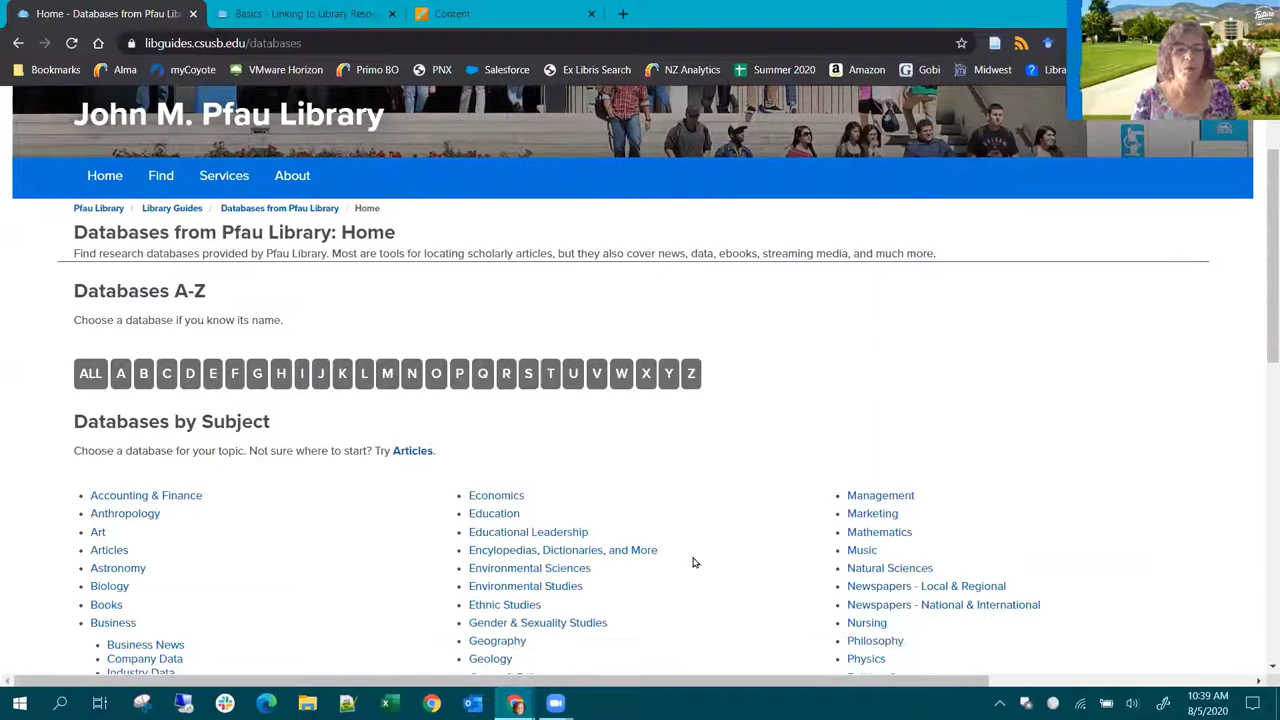 Home - Databases from Pfau Lib
Basics - Linking to Library Reso
Content
libguides.csusb.edu/databases
Bookmarks
Alma
myCoyote
VMware Horizon
Primo BO
PNX
Salesforce
Ex Libris Search
NZ Analytics
Summer 2020
Amazon
Gobi
Midwest
Libra
John M. Pfau Library
Home Find Services About
Pfau Library / Library Guides / Databases from Pfau Library / Home
Databases from Pfau Library: Home
Find research databases provided by Pfau Library. Most are tools for locating scholarly articles, but they also cover news, data, ebooks, streaming media, and much more.
Databases A-Z
Choose a database if you know its name.
ALL A B C D E F G H I J K L M N O P Q R S T U V W X Y Z
Databases by Subject
Choose a database for your topic. Not sure where to start? Try Articles.
Accounting & Finance
Anthropology
Art
Articles
Astronomy
Biology
Books
Business
Business News
Company Data
Industry Data
Economics
Education
Educational Leadership
Encylopedias, Dictionaries, and More
Environmental Sciences
Environmental Studies
Ethnic Studies
Gender & Sexuality Studies
Geography
Geology
Management
Marketing
Mathematics
Music
Natural Sciences
Newspapers - Local & Regional
Newspapers - National & International
Nursing
Philosophy
Physics
10:39 AM
8/5/2020